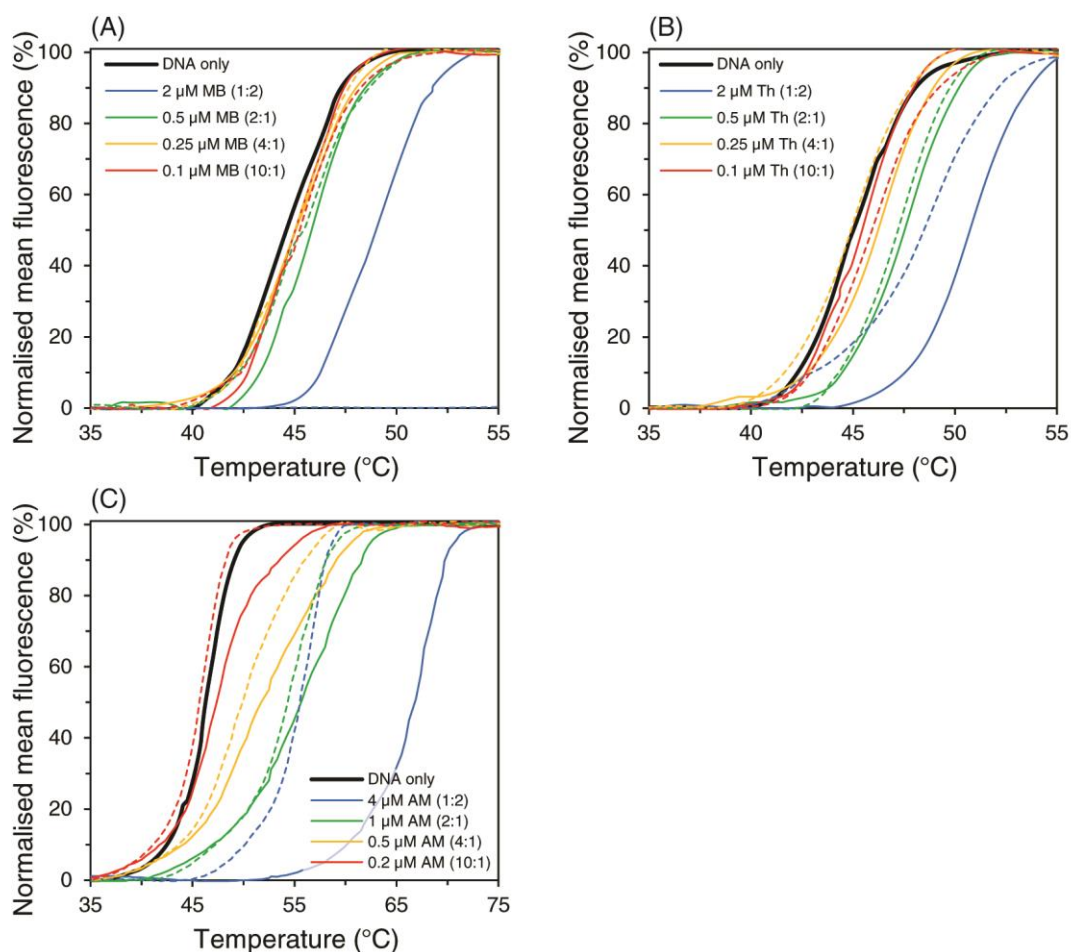 (A)
Normalised mean fluorescence (%)
100
80
60
40
20
0
DNA only
2 µM MB (1:2)
0.5 µM MB (2:1)
0.25 µM MB (4:1)
0.1 µM MB (10:1)
35 40 45 50 55
Temperature (°C)
(B)
Normalised mean fluorescence (%)
100
80
60
40
20
0
DNA only
2 µM Th (1:2)
0.5 µM Th (2:1)
0.25 µM Th (4:1)
0.1 µM Th (10:1)
35 40 45 50 55
Temperature (°C)
(C)
Normalised mean fluorescence (%)
100
80
60
40
20
0
DNA only
4 µM AM (1:2)
1 µM AM (2:1)
0.5 µM AM (4:1)
0.2 µM AM (10:1)
35 45 55 65 75
Temperature (°C)